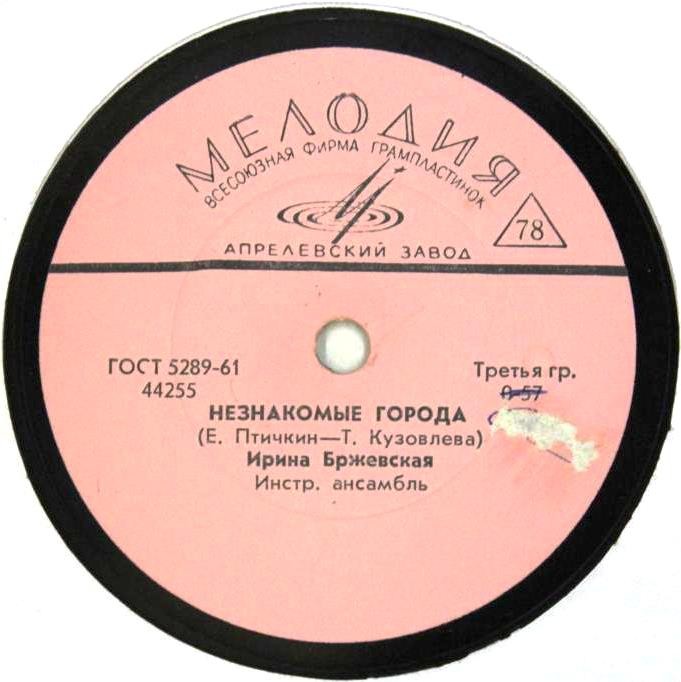 МЕЛОДИЯ
ВСЕСОЮЗНАЯ ФИРМА ГРАМПЛАСТИНОК
78
АПРЕЛЕВСКИЙ ЗАВОД
ГОСТ 5289-61
44255
Третья гр.
0-57
НЕЗНАКОМЫЕ ГОРОДА
(Е. Птичкин—Т. Кузовлева)
Ирина Бржевская
Инстр. ансамбль